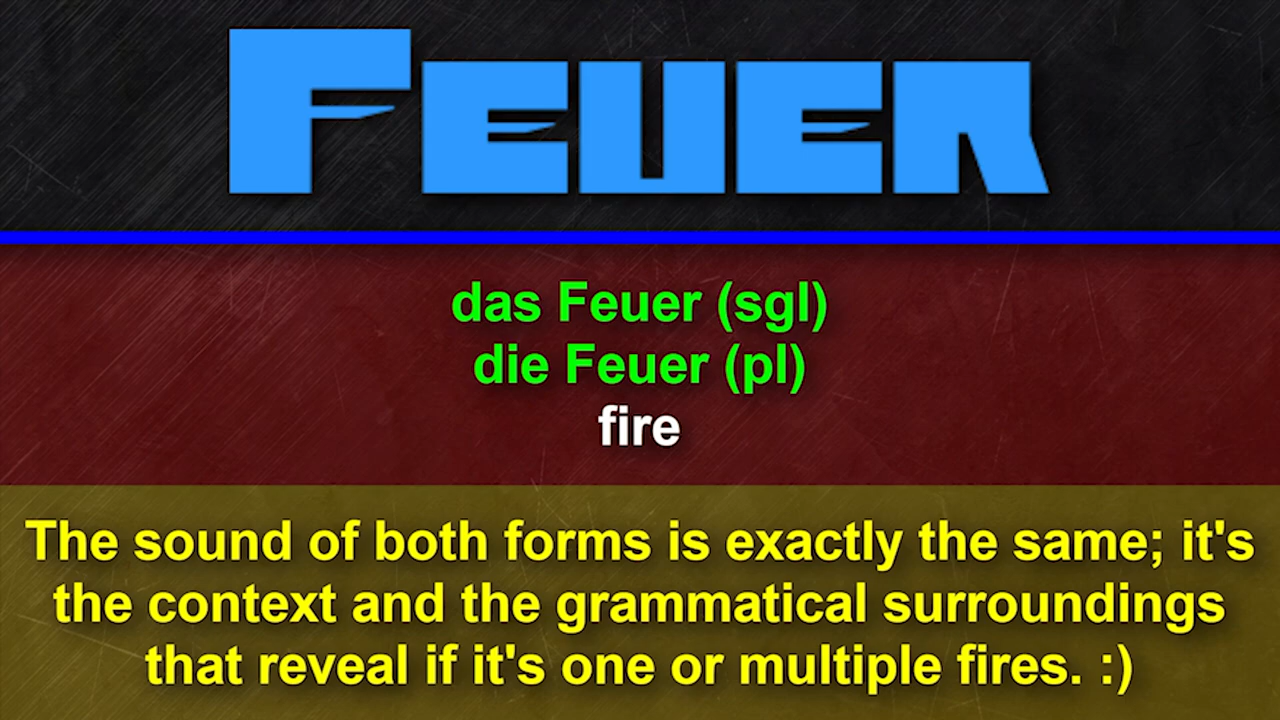 Feuer
das Feuer (sgl)
die Feuer (pl)
fire
The sound of both forms is exactly the same; it's
the context and the grammatical surroundings
that reveal if it's one or multiple fires. :)